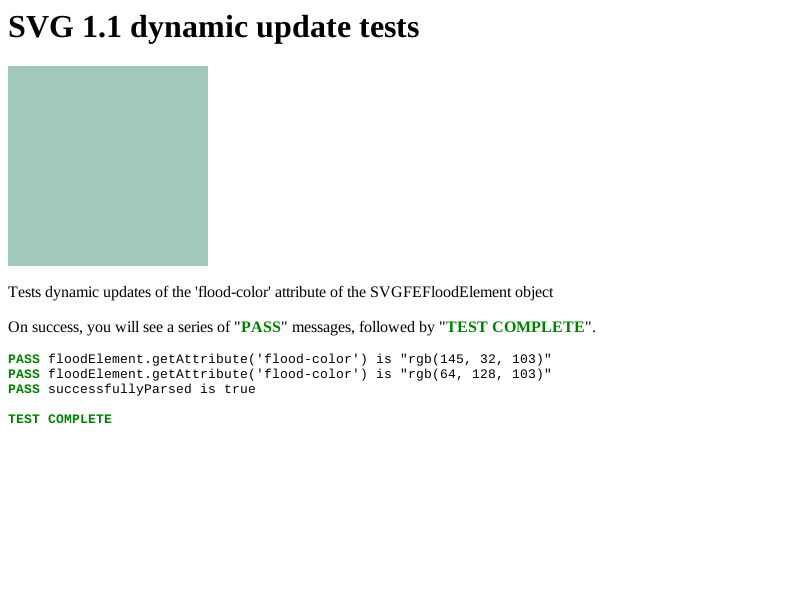 SVG 1.1 dynamic update tests
Tests dynamic updates of the 'flood-color' attribute of the SVGFEFloodElement object
On success, you will see a series of "PASS" messages, followed by "TEST COMPLETE".
PASS floodElement.getAttribute('flood-color') is "rgb(145, 32, 103)"
PASS floodElement.getAttribute('flood-color') is "rgb(64, 128, 103)"
PASS successfullyParsed is true
TEST COMPLETE